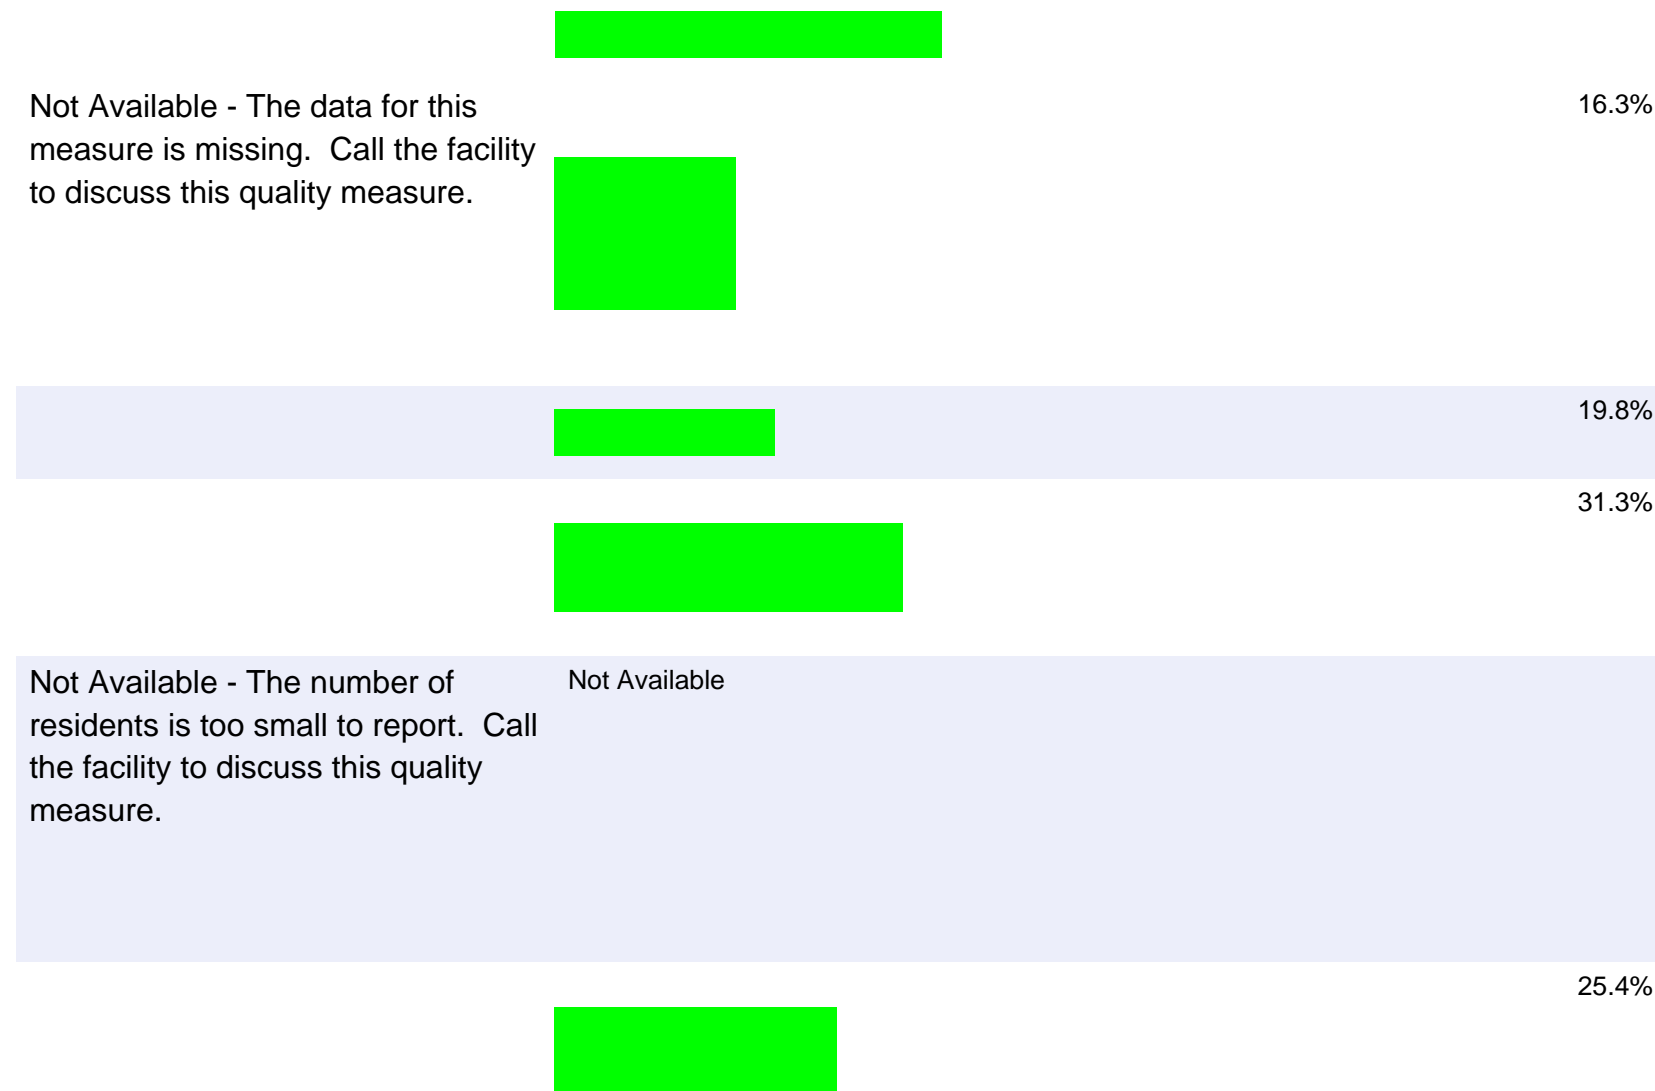 Not Available - The data for this
measure is missing.  Call the facility
to discuss this quality measure.
16.3%
19.8%
31.3%
Not Available - The number of
residents is too small to report.  Call
the facility to discuss this quality
measure.
Not Available
25.4%